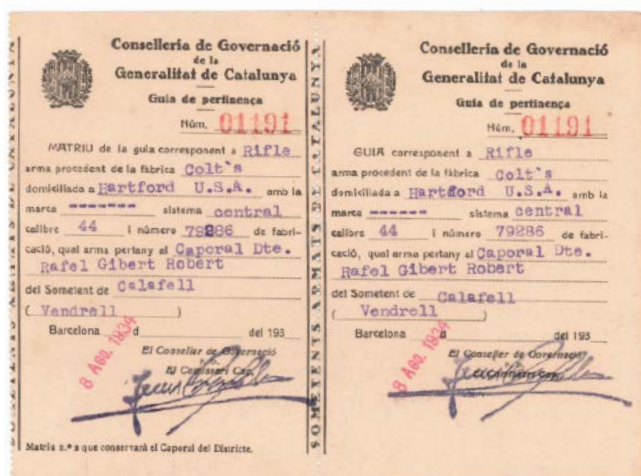 Conselleria de Governació
de la
Generalitat de Catalunya
Guia de pertinença
Núm. 01191
MATRIU de la guia corresponent a Rifle
arma procedent de la fàbrica Colt`s
domiciliada a Hartford U.S.A. amb la
marca ------- sistema central
calibre 44 i número 79286 de fabri-
cació, qual arma pertany al Caporal Dte.
Rafel Gibert Robert
del Sometent de Calafell
( Vendrell )
Barcelona d del 193
8 AGO. 1934
El Conseller de Governació
El Comissari Cap,
Matriu n.º a que conservarà el Caporal del Districte.
SOMETENTS ARMATS DE CATALUNYA
Conselleria de Governació
de la
Generalitat de Catalunya
Guia de pertinença
Núm. 01191
GUIA corresponent a Rifle
arma procedent de la fàbrica Colt`s
domiciliada a Hartford U.S.A. amb la
marca ------ sistema central
calibre 44 i número 79286 de fabri-
cació, qual arma pertany al Caporal Dte.
Rafel Gibert Robert
del Sometent de Calafell
( Vendrell )
Barcelona d del 193
8 AGO. 1934
El Conseller de Governació
El Comissari Cap,